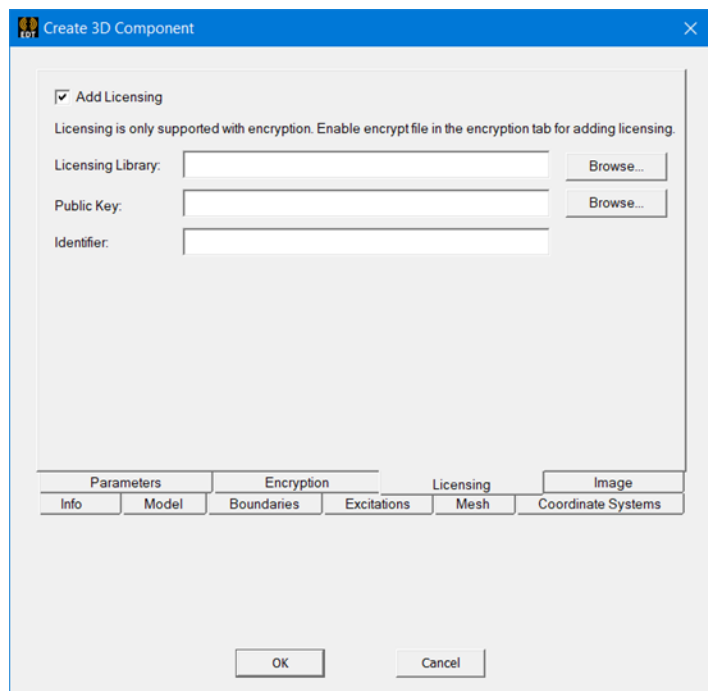 EDT
Create 3D Component
Add Licensing
Licensing is only supported with encryption. Enable encrypt file in the encryption tab for adding licensing.
Licensing Library: Browse...
Public Key: Browse...
Identifier:
Parameters Encryption Licensing Image
Info Model Boundaries Excitations Mesh Coordinate Systems
OK Cancel